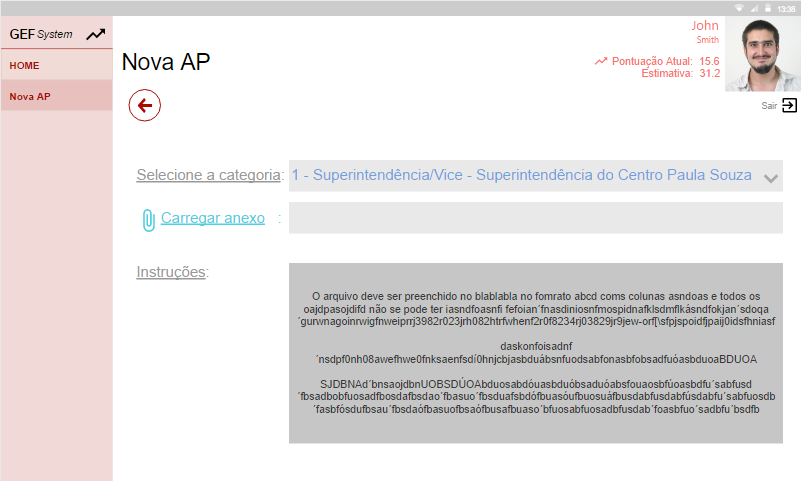 13:38
GEF System
John
Smith
HOME
Nova AP
Nova AP
Pontuação Atual: 15.6
Estimativa: 31.2
Sair
Selecione a categoria:
1 - Superintendência/Vice - Superintendência do Centro Paula Souza
Carregar anexo :
Instruções:
O arquivo deve ser preenchido no blablabla no fomrato abcd coms colunas asndoas e todos os
oajdpasojdifd não se pode ter iasndfoasnfi fefoian´fnasdiniosnfmospidnafklsdmflkásndfokjan´sdoqa
´gurwnagoinrwigfnweiprrj3982r023jrh082htrfwhenf2r0f8234rj03829jr9jew-orf[\sfpjspoidfjpaij0idsfhniasf
daskonfoisadnf
´nsdpf0nh08awefhwe0fnksaenfsdí0hnjcbjasbduábsnfuodsabfonasbfobsadfuóasbduoaBDUOA
SJDBNAd´bnsaojdbnUOBSDÚOAbduosabdóuasbduóbsaduóabsfouaosbfúoasbdfu´sabfusd
´fbsadbobfuosadfbosdafbsdao´fbasuo´fbsduafsbdófbuasóufbuosuáfbusdabfusdabfúsdabfu´sabfuosdb
´fasbfósdufbsau´fbsdaófbasuofbsaófbusafbuaso´bfuosabfuosadbfusdab´foasbfuo´sadbfu´bsdfb